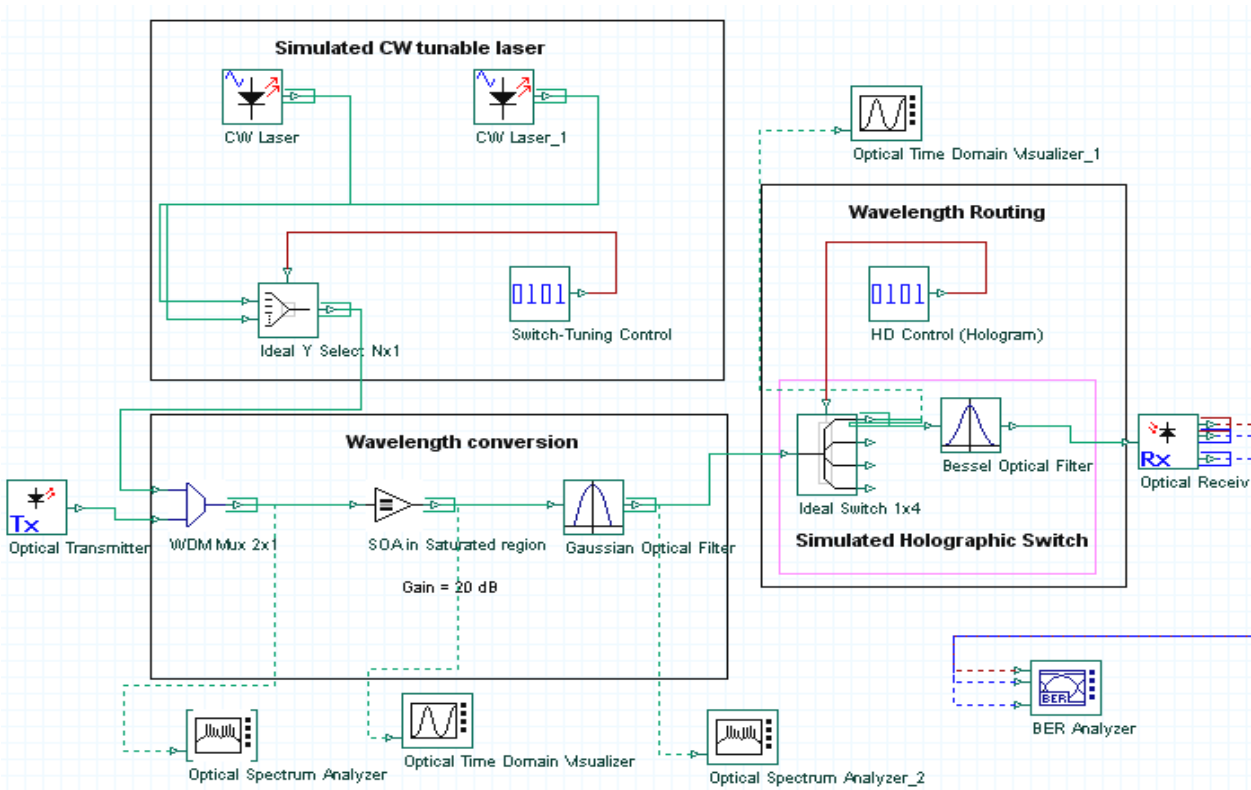 Simulated CW tunable laser
CW Laser
CW Laser_1
Optical Time Domain Visualizer_1
Wavelength Routing
0101
Switch-Tuning Control
0101
HD Control (Hologram)
Ideal Y Select Nx1
Wavelength conversion
Bessel Optical Filter
Rx
Optical Receiv
Tx
Optical Transmitter
WDM Mux 2x1
SOA in Saturated region
Gaussian Optical Filter
Ideal Switch 1x4
Simulated Holographic Switch
Gain = 20 dB
BER
BER Analyzer
Optical Spectrum Analyzer
Optical Time Domain Visualizer
Optical Spectrum Analyzer_2